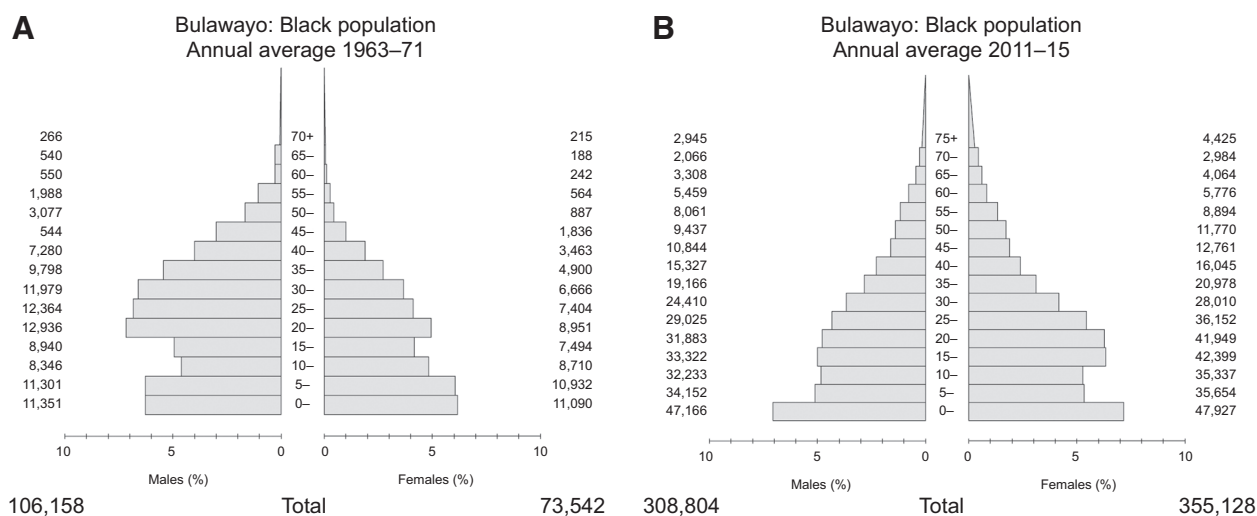 A
Bulawayo: Black population
Annual average 1963–71
266 70+ 215
540 65– 188
550 60– 242
1,988 55– 564
3,077 50– 887
544 45– 1,836
7,280 40– 3,463
9,798 35– 4,900
11,979 30– 6,666
12,364 25– 7,404
12,936 20– 8,951
8,940 15– 7,494
8,346 10– 8,710
11,301 5– 10,932
11,351 0– 11,090
10 5 0 0 5 10
Males (%) Females (%)
106,158 Total 73,542
B
Bulawayo: Black population
Annual average 2011–15
2,945 75+ 4,425
2,066 70– 2,984
3,308 65– 4,064
5,459 60– 5,776
8,061 55– 8,894
9,437 50– 11,770
10,844 45– 12,761
15,327 40– 16,045
19,166 35– 20,978
24,410 30– 28,010
29,025 25– 36,152
31,883 20– 41,949
33,322 15– 42,399
32,233 10– 35,337
34,152 5– 35,654
47,166 0– 47,927
10 5 0 0 5 10
Males (%) Females (%)
308,804 Total 355,128